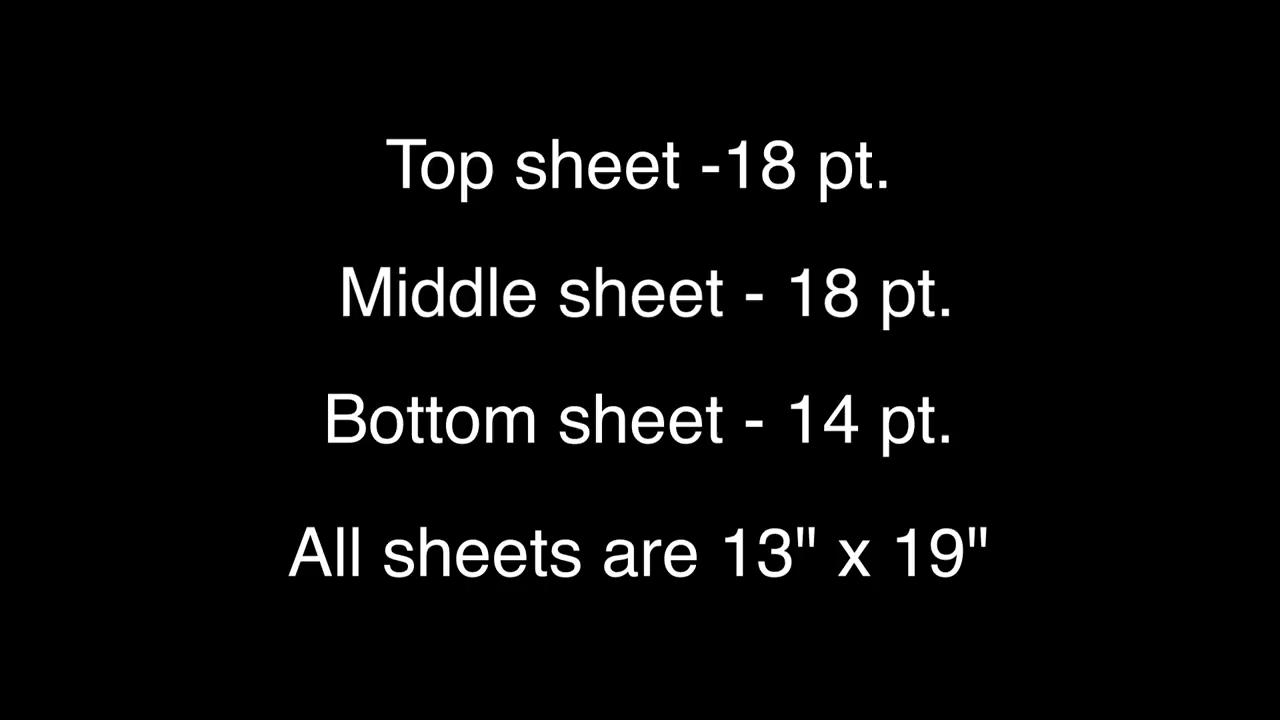 Top sheet -18 pt.
Middle sheet - 18 pt.
Bottom sheet - 14 pt.
All sheets are 13" x 19"